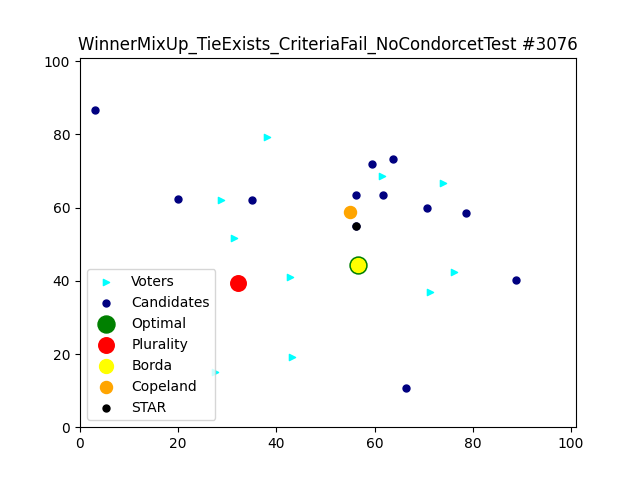 WinnerMixUp_TieExists_CriteriaFail_NoCondorcetTest #3076
100
80
60
40
20
0
Voters
Candidates
Optimal
Plurality
Borda
Copeland
STAR
0 20 40 60 80 100